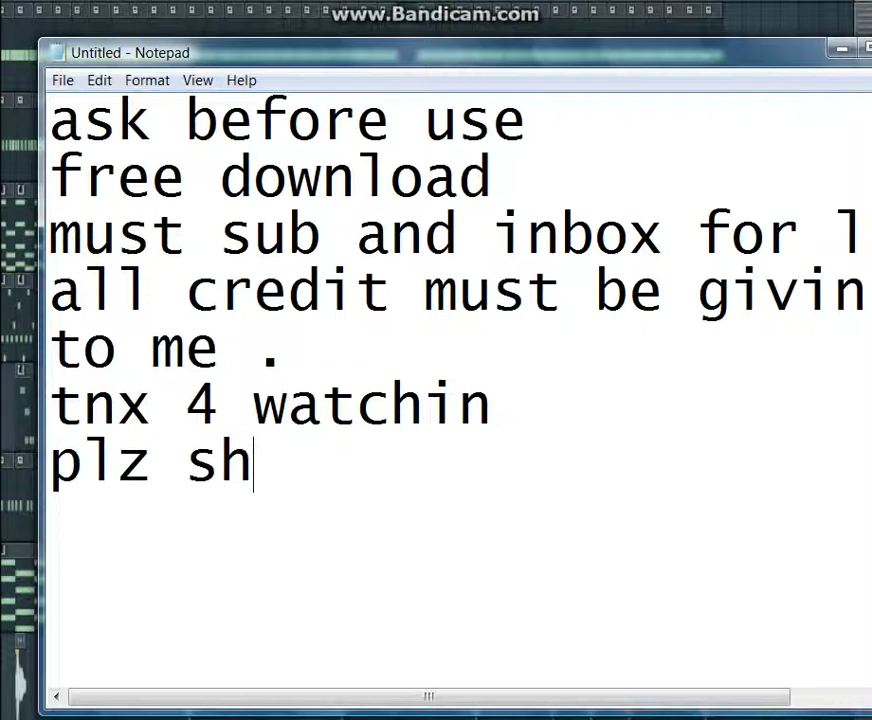 www.Bandicam.com
Untitled - Notepad
File Edit Format View Help
ask before use
free download
must sub and inbox for l
all credit must be givin
to me .
tnx 4 watchin
plz sh